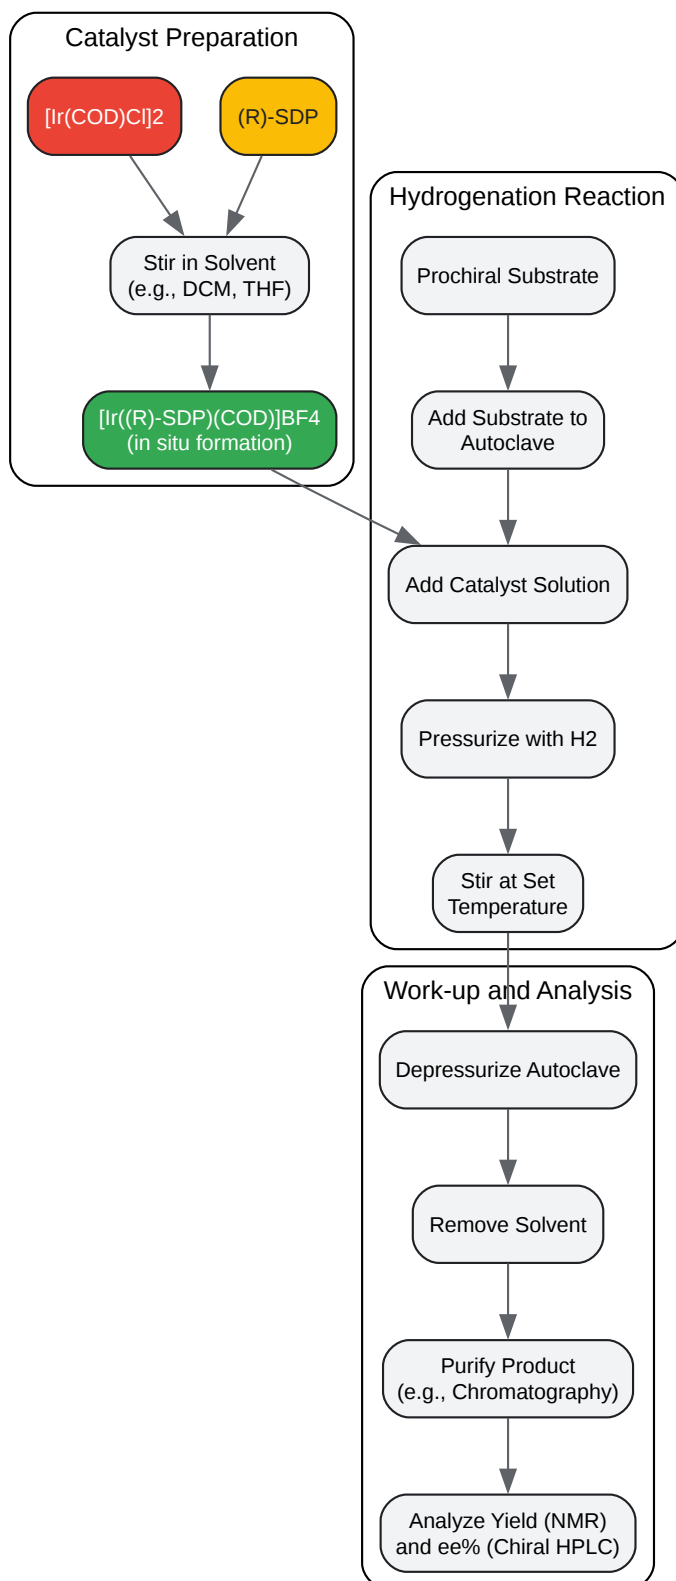 Catalyst Preparation
[Ir(COD)Cl]2
(R)-SDP
Stir in Solvent
(e.g., DCM, THF)
[Ir((R)-SDP)(COD)]BF4
(in situ formation)
Hydrogenation Reaction
Prochiral Substrate
Add Substrate to
Autoclave
Add Catalyst Solution
Pressurize with H2
Stir at Set
Temperature
Work-up and Analysis
Depressurize Autoclave
Remove Solvent
Purify Product
(e.g., Chromatography)
Analyze Yield (NMR)
and ee% (Chiral HPLC)